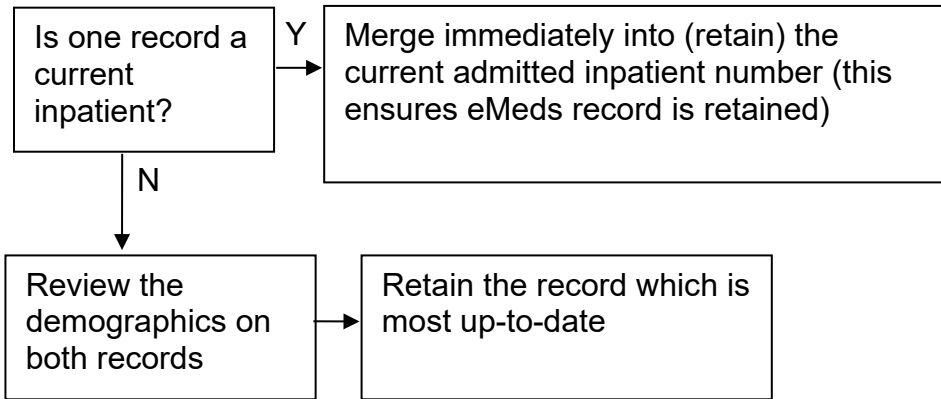 Is one record a
current
inpatient?
Y
Merge immediately into (retain) the
current admitted inpatient number (this
ensures eMeds record is retained)
N
Review the
demographics on
both records
Retain the record which is
most up-to-date